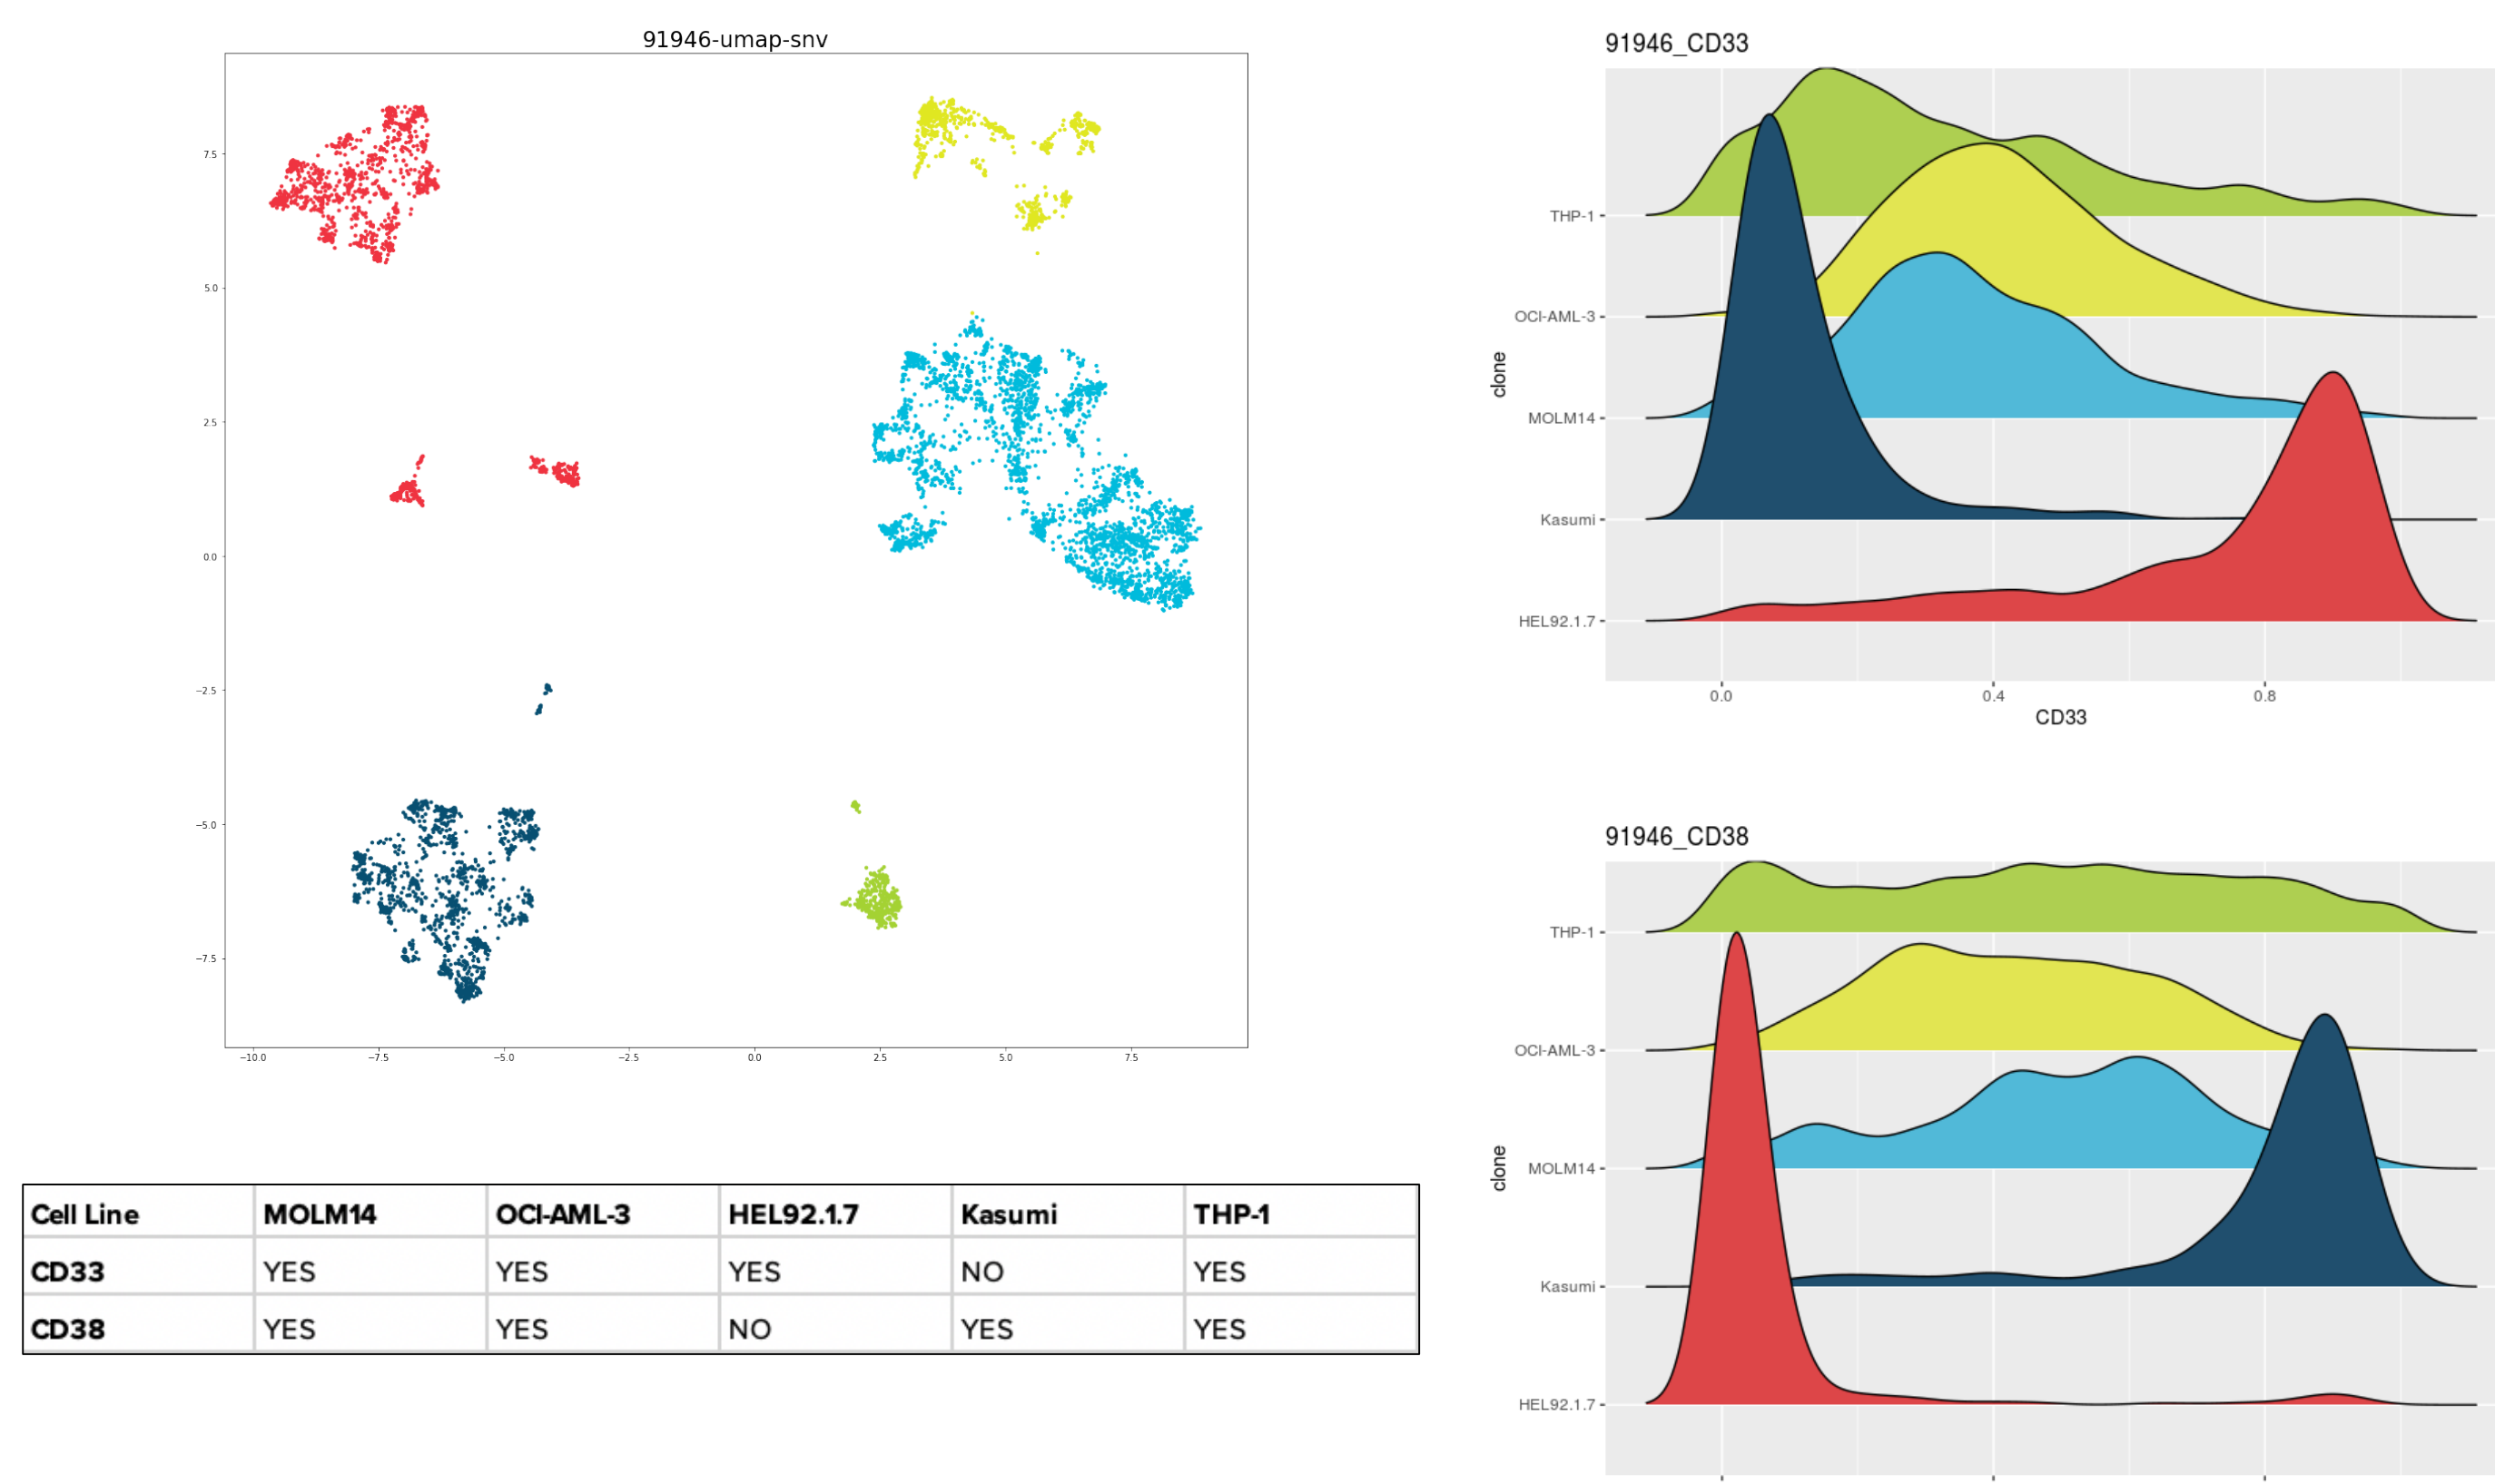 91946-umap-snv
7.5
5.0
2.5
0.0
−2.5
−5.0
−7.5
−10.0 −7.5 −5.0 −2.5 0.0 2.5 5.0 7.5
91946_CD33
clone
THP-1
OCI-AML-3
MOLM14
Kasumi
HEL92.1.7
0.0 0.4 0.8
CD33
91946_CD38
clone
THP-1
OCI-AML-3
MOLM14
Kasumi
HEL92.1.7
Cell Line MOLM14 OCI-AML-3 HEL92.1.7 Kasumi THP-1
CD33 YES YES YES NO YES
CD38 YES YES NO YES YES